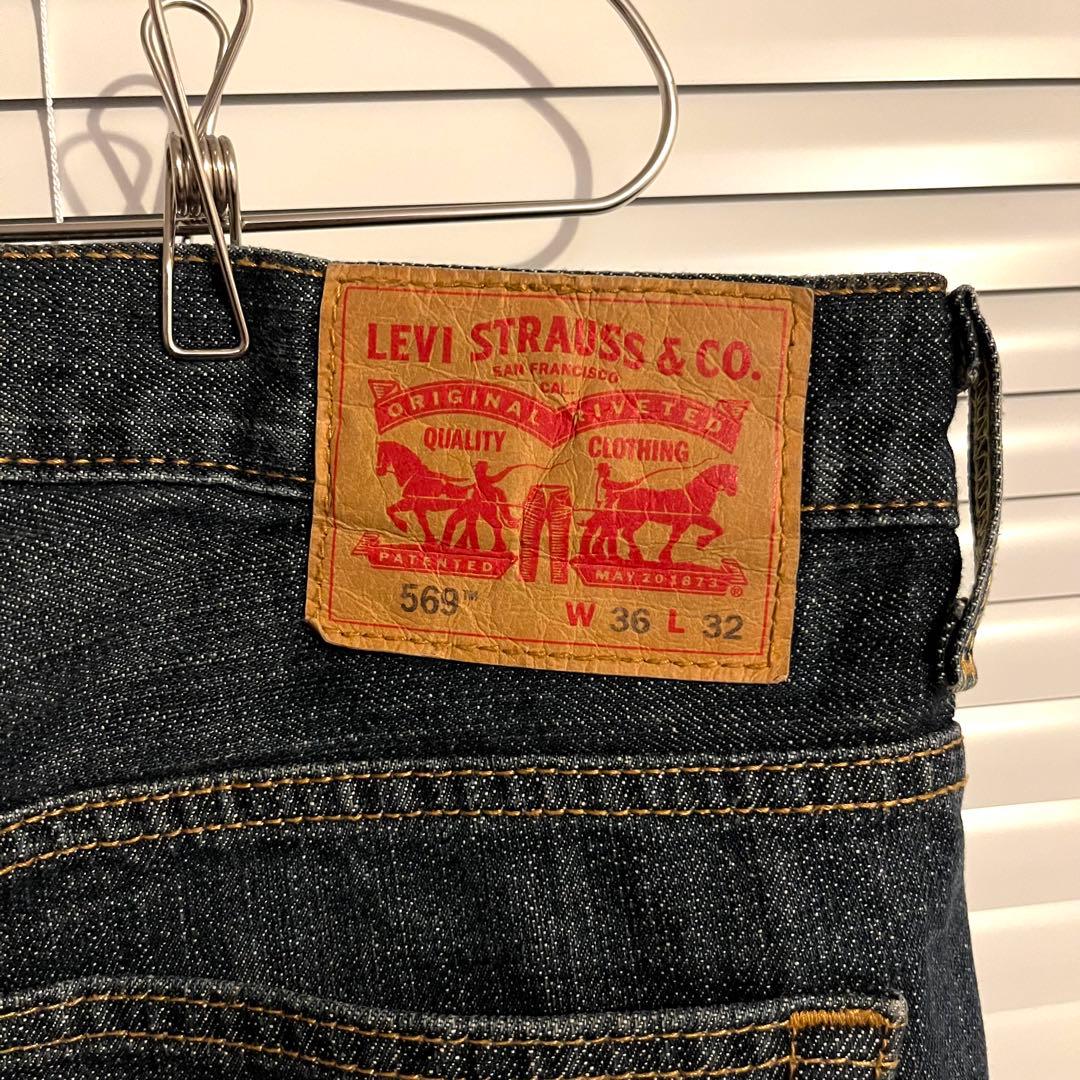 LEVI STRAUSS & CO.
SAN FRANCISCO
CAL.
ORIGINAL RIVETED
QUALITY CLOTHING
PATENTED MAY 20 1873 ®
569™ W 36 L 32